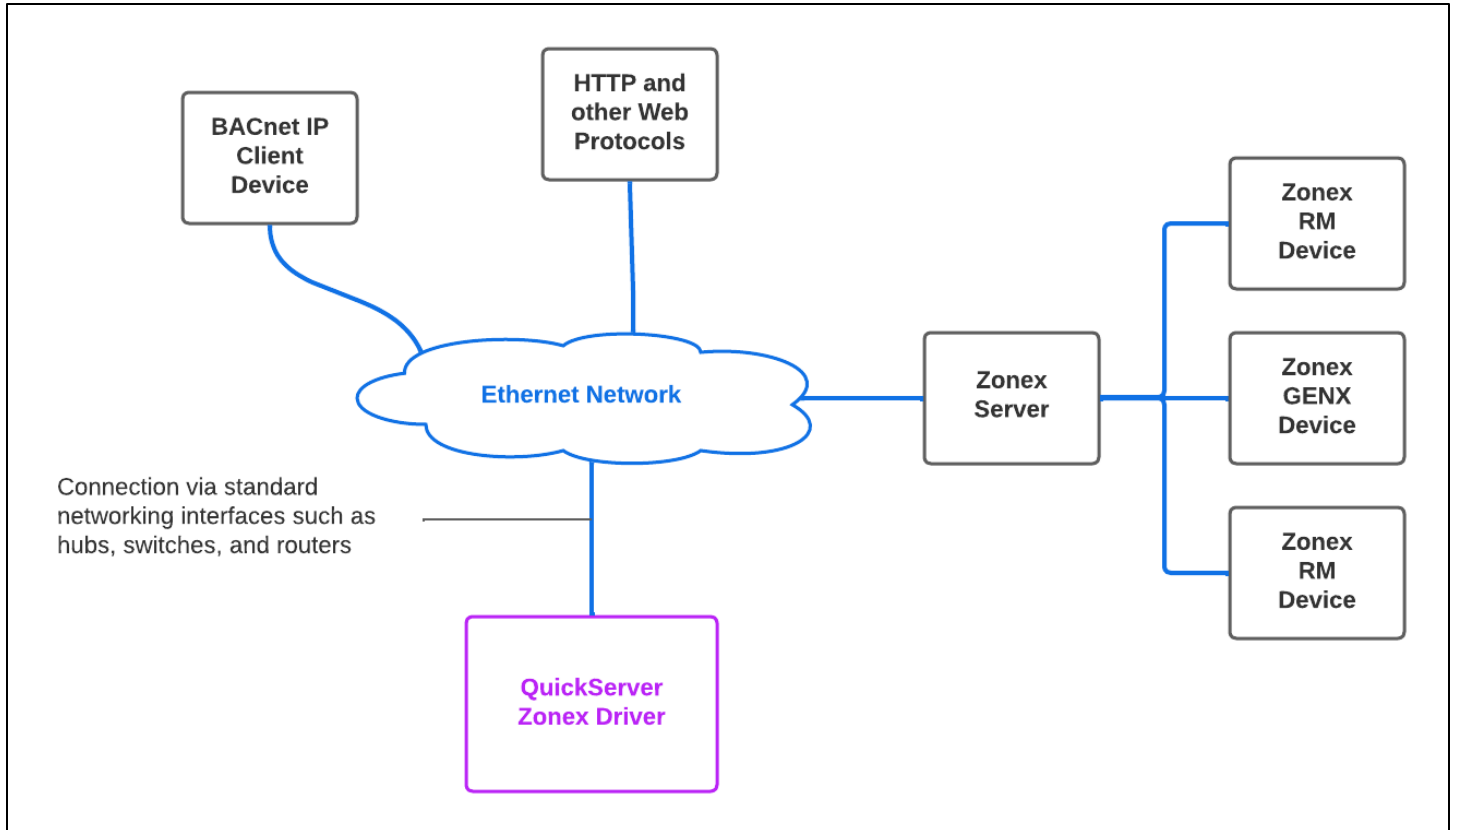 HTTP and
other Web
Protocols
BACnet IP
Client
Device
Zonex
RM
Device
Ethernet Network
Zonex
Server
Zonex
GENX
Device
Connection via standard
networking interfaces such as
hubs, switches, and routers
Zonex
RM
Device
QuickServer
Zonex Driver